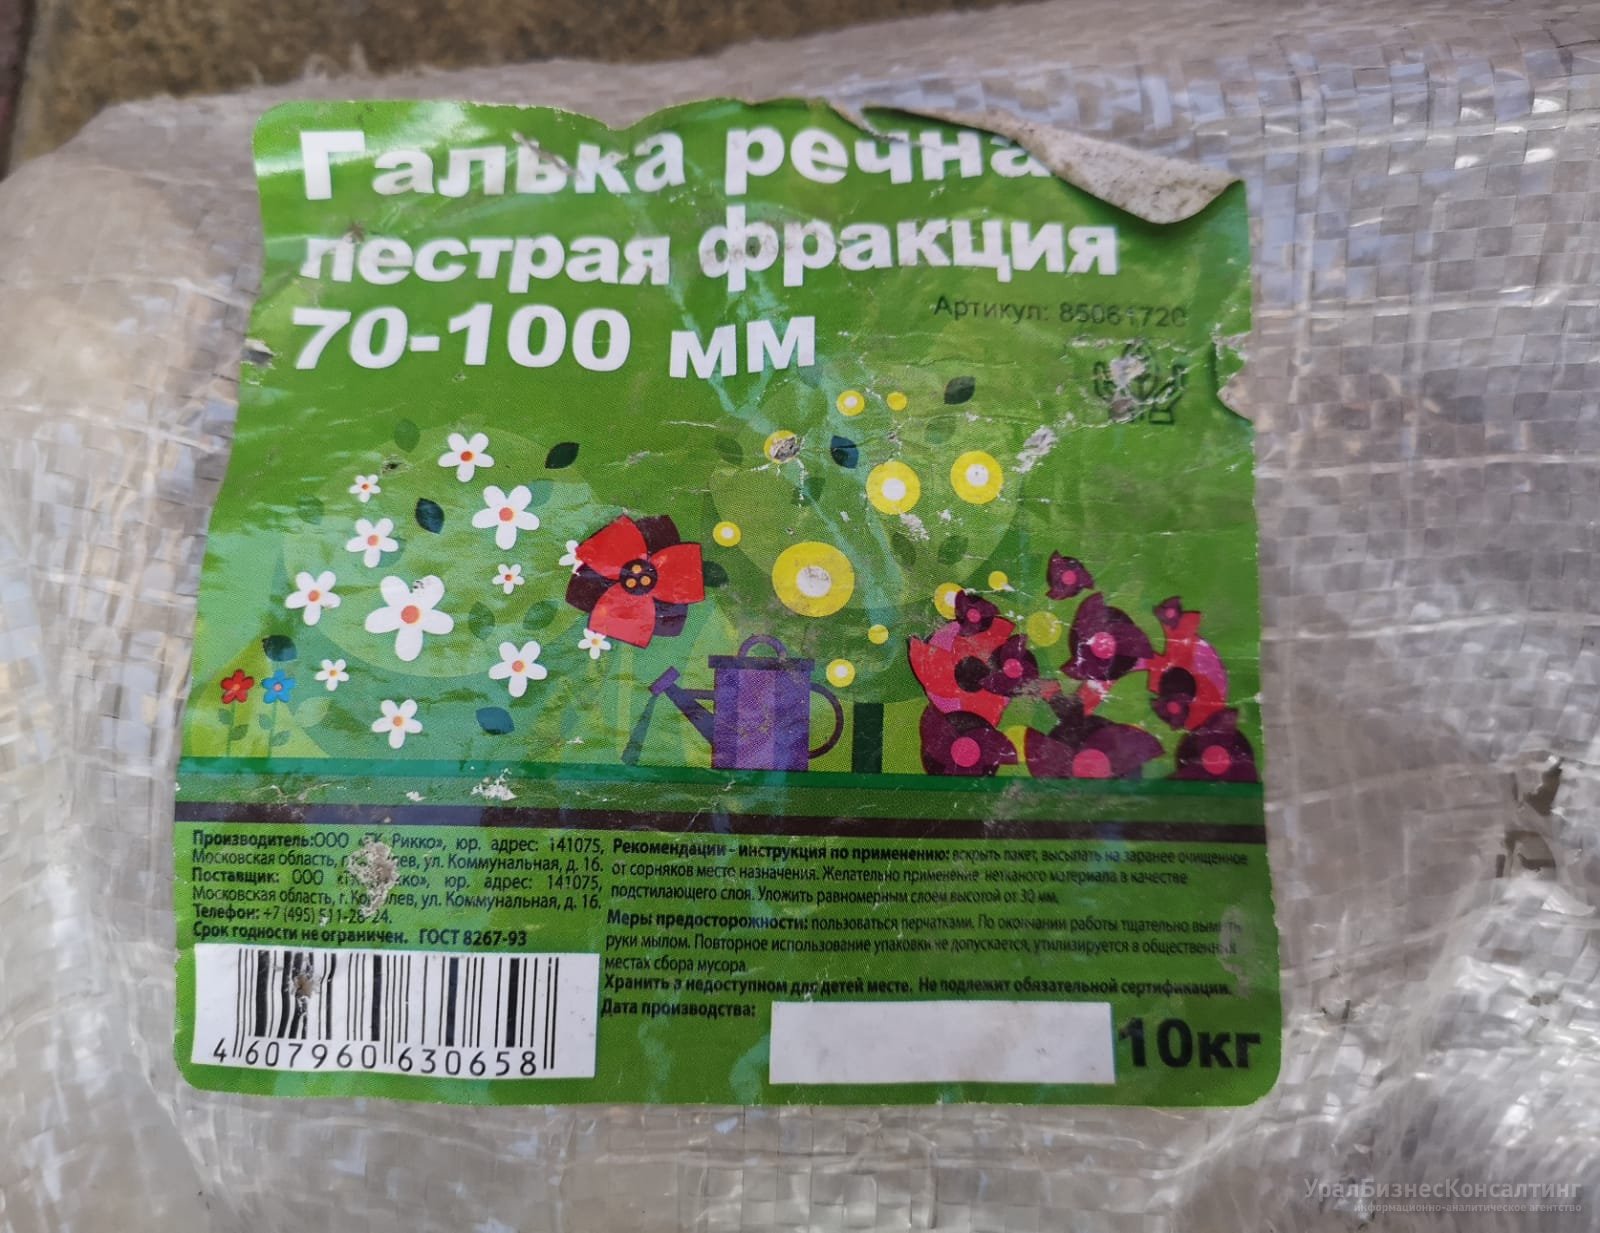 Галька речна
пестрая фракция
70-100 мм
Артикул: 85061720
Производитель:ООО «ТК Рикко», юр. адрес: 141075,
Московская область, ул. Коммунальная, д. 16.
Поставщик: ООО юр. адрес: 141075,
Московская область, г. Королев, ул. Коммунальная, д. 16.
Телефон: +7 (495) 511-28-24.
Срок годности не ограничен. ГОСТ 8267-93
4 607960 630658
Рекомендации - инструкция по применению: вскрыть пакет, высыпать на заранее очищенное
от сорняков место назначения. Желательно применение нетканого материала в качестве
подстилающего слоя. Уложить равномерным слоем высотой от 30 мм.
Меры предосторожности: пользоваться перчатками. По окончании работы тщательно вымыть
руки мылом. Повторное использование упаковки не допускается, утилизируется в общественных
местах сбора мусора
Хранить в недоступном для детей месте. Не подлежит обязательной сертификации.
Дата производства:
10кг
УралБизнесКонсалтинг
информационно-аналитическое агентство